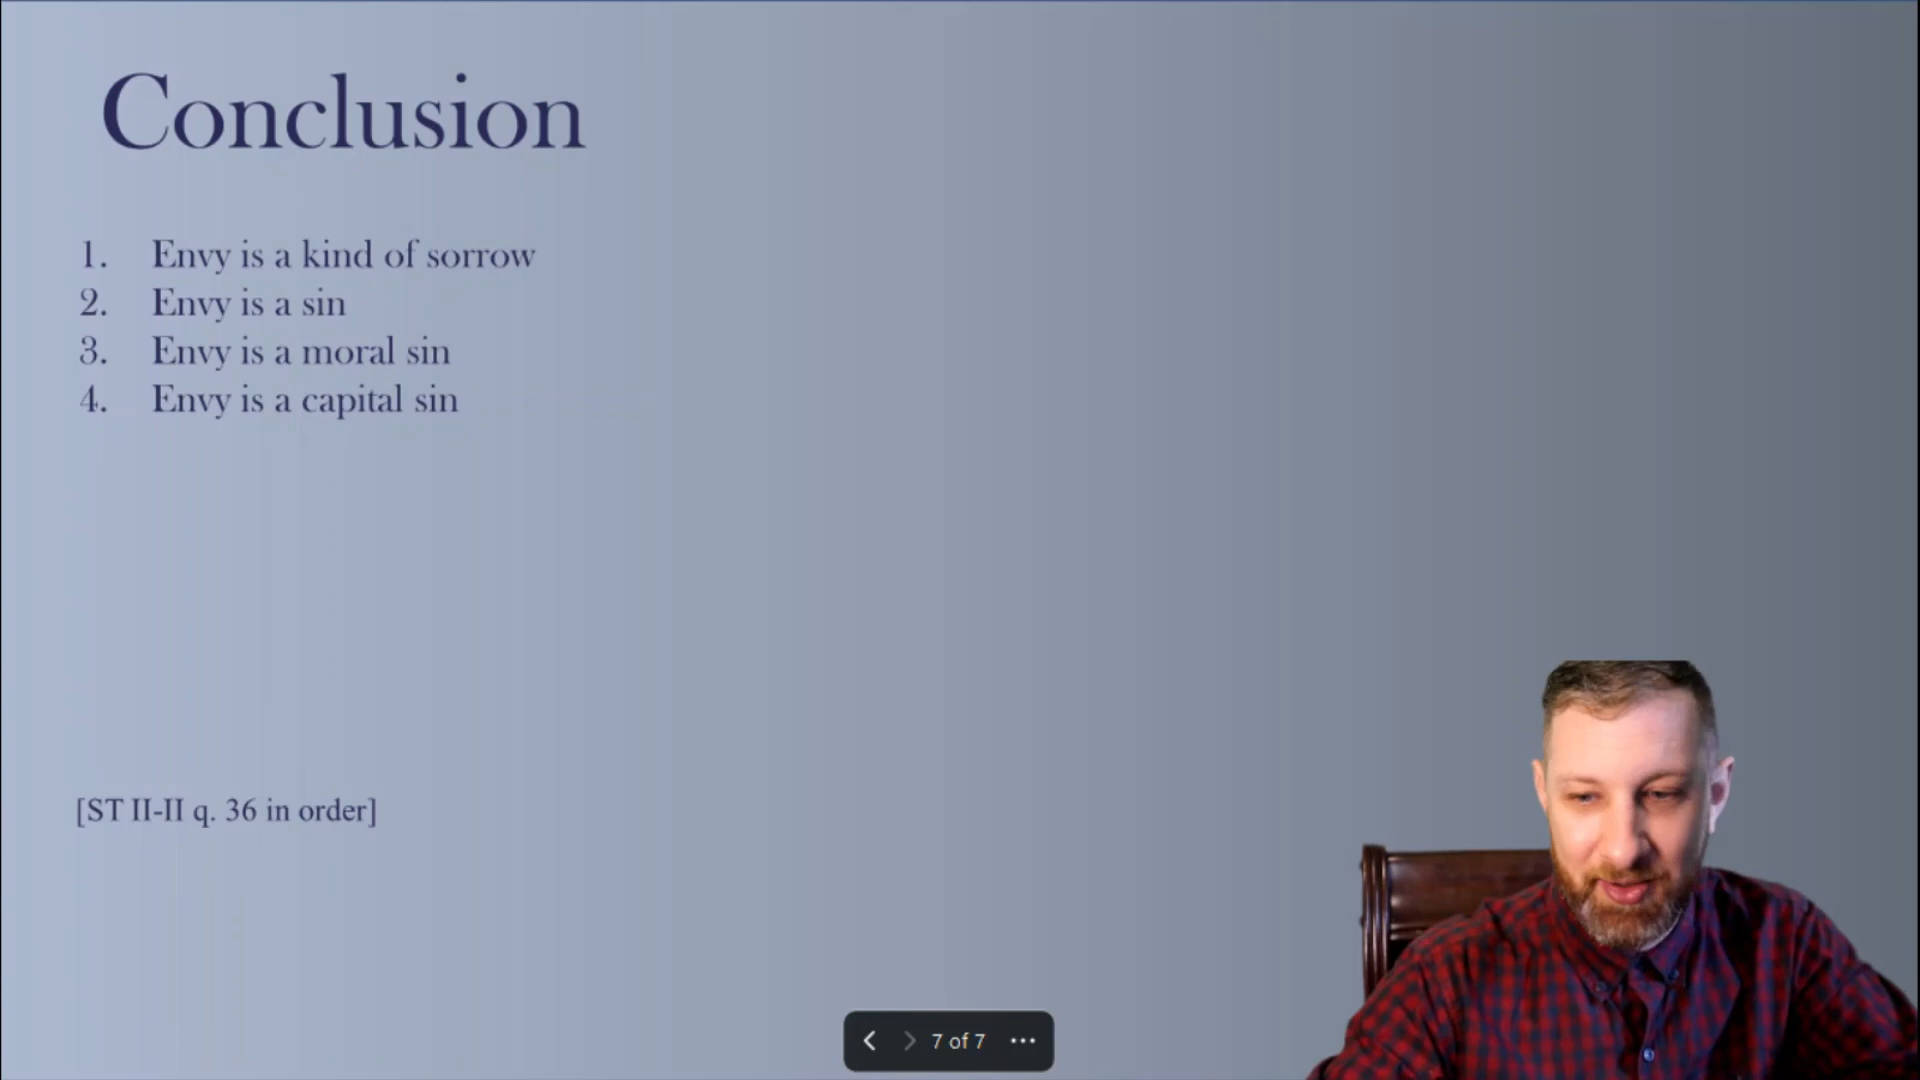 Conclusion
1. Envy is a kind of sorrow
2. Envy is a sin
3. Envy is a moral sin
4. Envy is a capital sin
[ST II-II q. 36 in order]
7 of 7